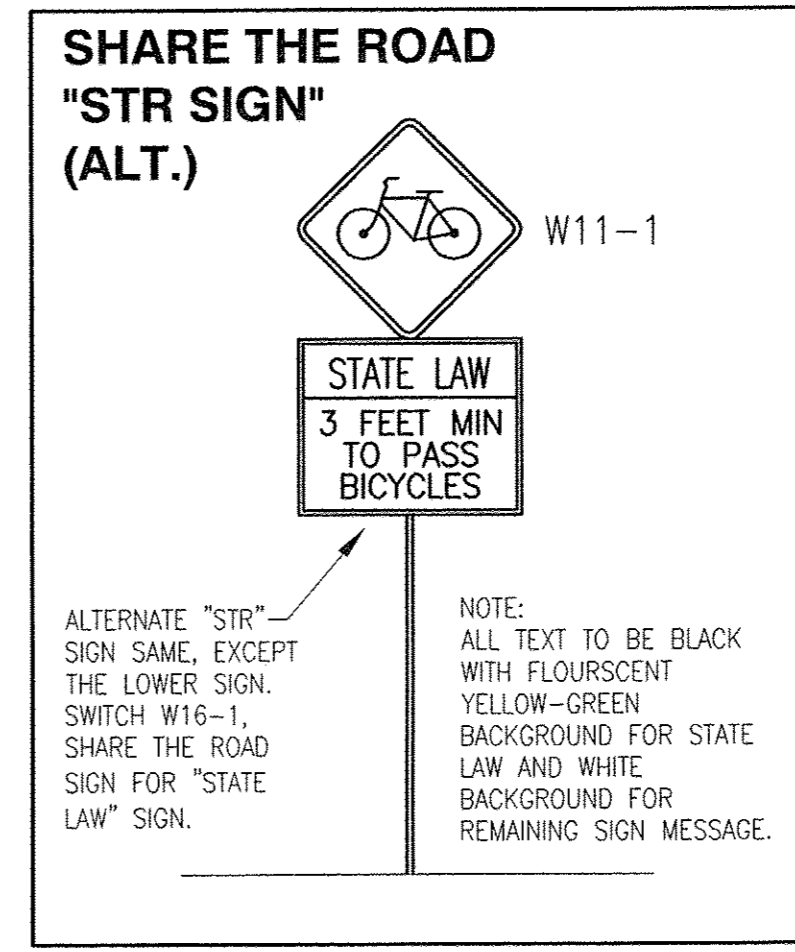 SHARE THE ROAD
"STR SIGN"
(ALT.)
W11-1
STATE LAW
3 FEET MIN
TO PASS
BICYCLES
ALTERNATE "STR"
SIGN SAME, EXCEPT
THE LOWER SIGN.
SWITCH W16-1,
SHARE THE ROAD
SIGN FOR "STATE
LAW" SIGN.
NOTE:
ALL TEXT TO BE BLACK
WITH FLOURSCENT
YELLOW-GREEN
BACKGROUND FOR STATE
LAW AND WHITE
BACKGROUND FOR
REMAINING SIGN MESSAGE.